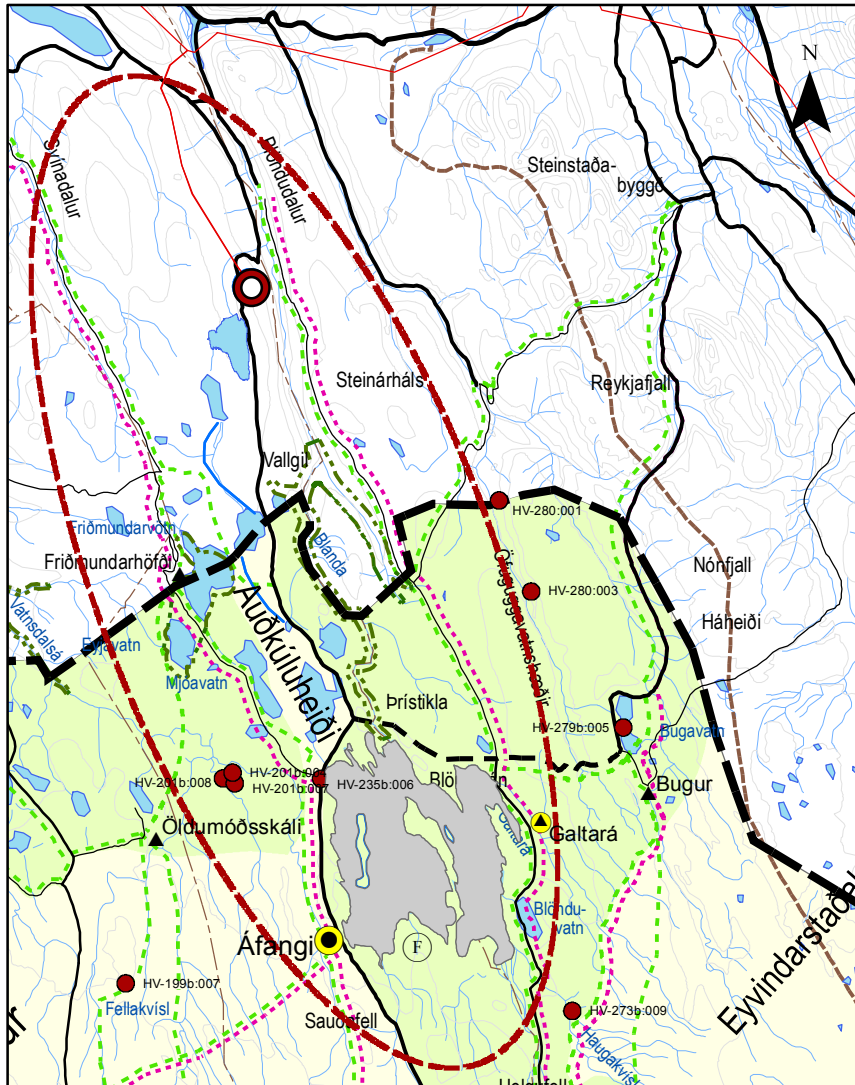 N
Svínadalur
Blöndudalur
Steinstaða-
byggð
Steinárháls
Reykjafjall
Vallgil
HV-280:001
Friðmundarvötn
Blanda
Friðmundarhöfði
Öfuguggavatnshæðir
Nónfjall
HV-280:003
Vatnsdalsá
Auðkúluheiði
Háheiði
Eyjavatn
Mjóavatn
Þrístikla
HV-279b:005
Bugavatn
HV-201b:008
HV-201b:007
HV-235b:006
Bugur
Galtará
Öldumóðsskáli
Blöndu-
vatn
Áfangi
F
HV-199b:007
Fellakvísl
HV-273b:009
Haugakvísl